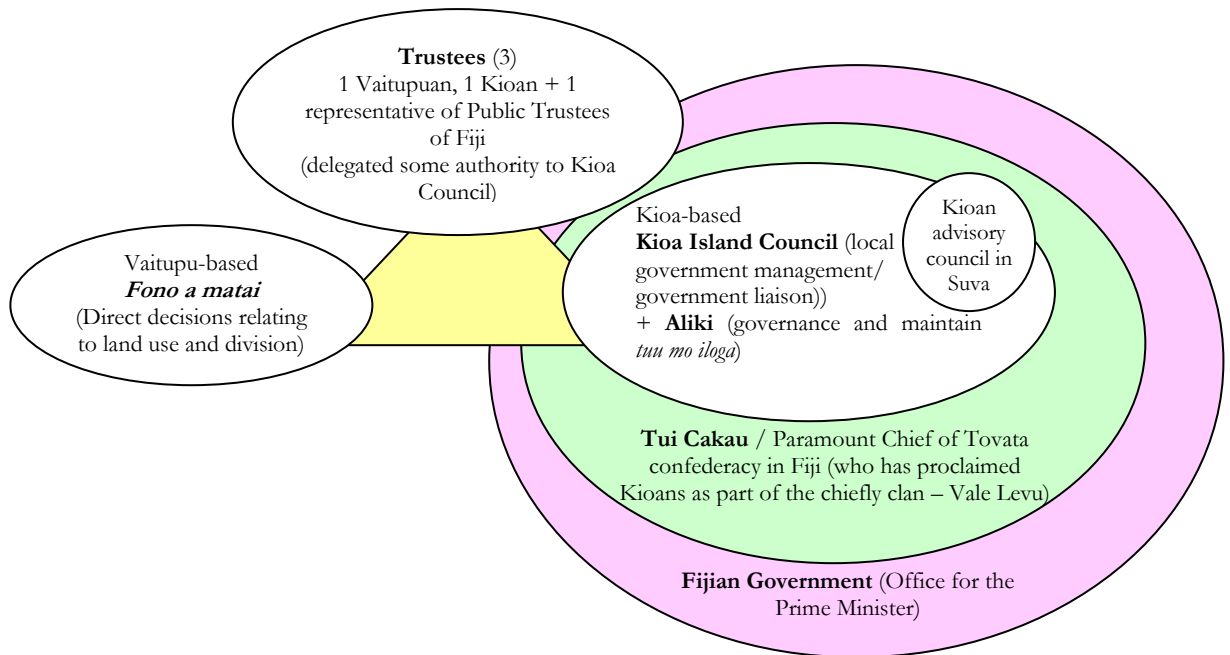 Trustees (3)
1 Vaitupuan, 1 Kioan + 1
representative of Public Trustees
of Fiji
(delegated some authority to Kioa
Council)
Vaitupu-based
Fono a matai
(Direct decisions relating
to land use and division)
Kioa-based
Kioa Island Council (local
government management/
government liaison))
+ Aliki (governance and maintain
tuu mo iloga)
Kioan
advisory
council in
Suva
Tui Cakau / Paramount Chief of Tovata
confederacy in Fiji (who has proclaimed
Kioans as part of the chiefly clan – Vale Levu)
Fijian Government (Office for the
Prime Minister)